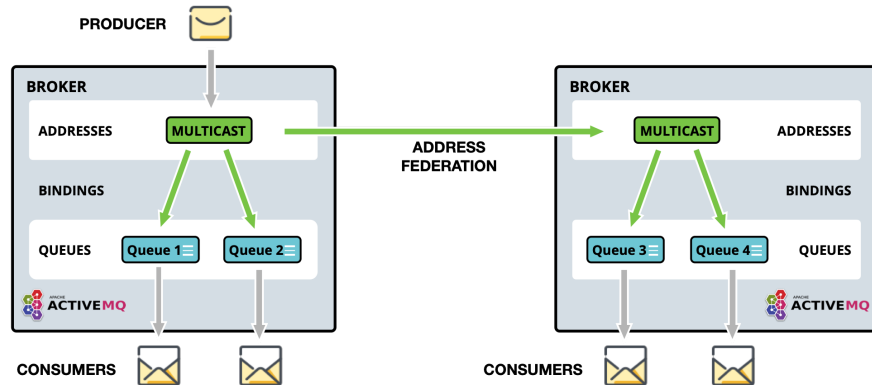 PRODUCER
BROKER
ADDRESSES
MULTICAST
BINDINGS
QUEUES
Queue 1
Queue 2
APACHE
ACTIVEMQ
CONSUMERS
ADDRESS
FEDERATION
BROKER
MULTICAST
ADDRESSES
BINDINGS
Queue 3
Queue 4
QUEUES
APACHE
ACTIVEMQ
CONSUMERS